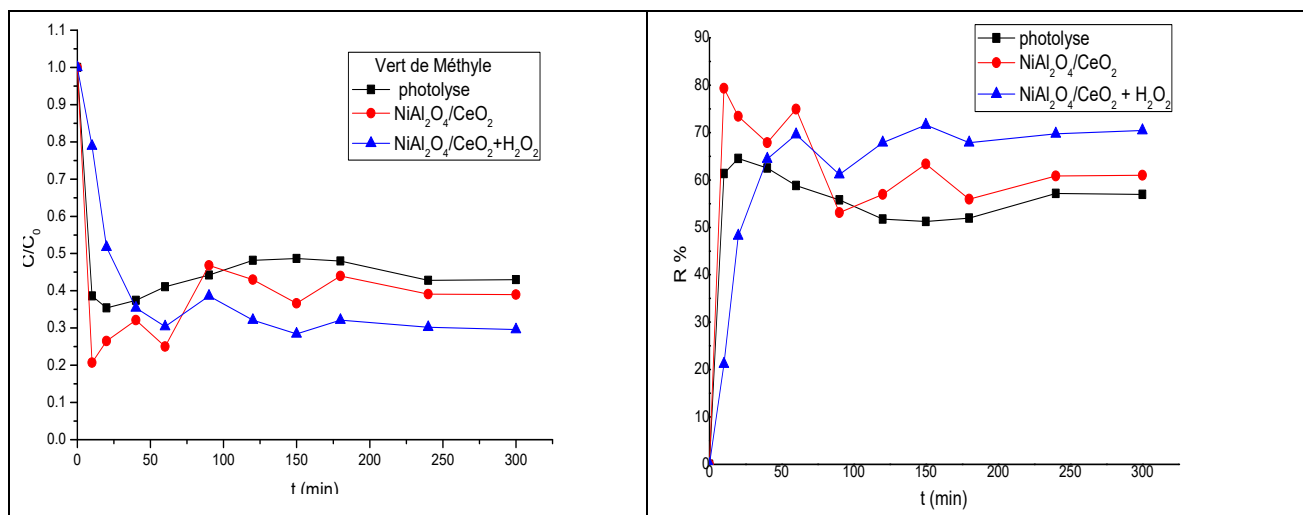 1.1
1.0
0.9
0.8
0.7
0.6
0.5
0.4
0.3
0.2
0.1
0.0
C/C₀
0 50 100 150 200 250 300
t (min)
Vert de Méthyle
photolyse
NiAl₂O₄/CeO₂
NiAl₂O₄/CeO₂+H₂O₂
90
80
70
60
50
40
30
20
10
0
R %
0 50 100 150 200 250 300
t (min)
photolyse
NiAl₂O₄/CeO₂
NiAl₂O₄/CeO₂ + H₂O₂